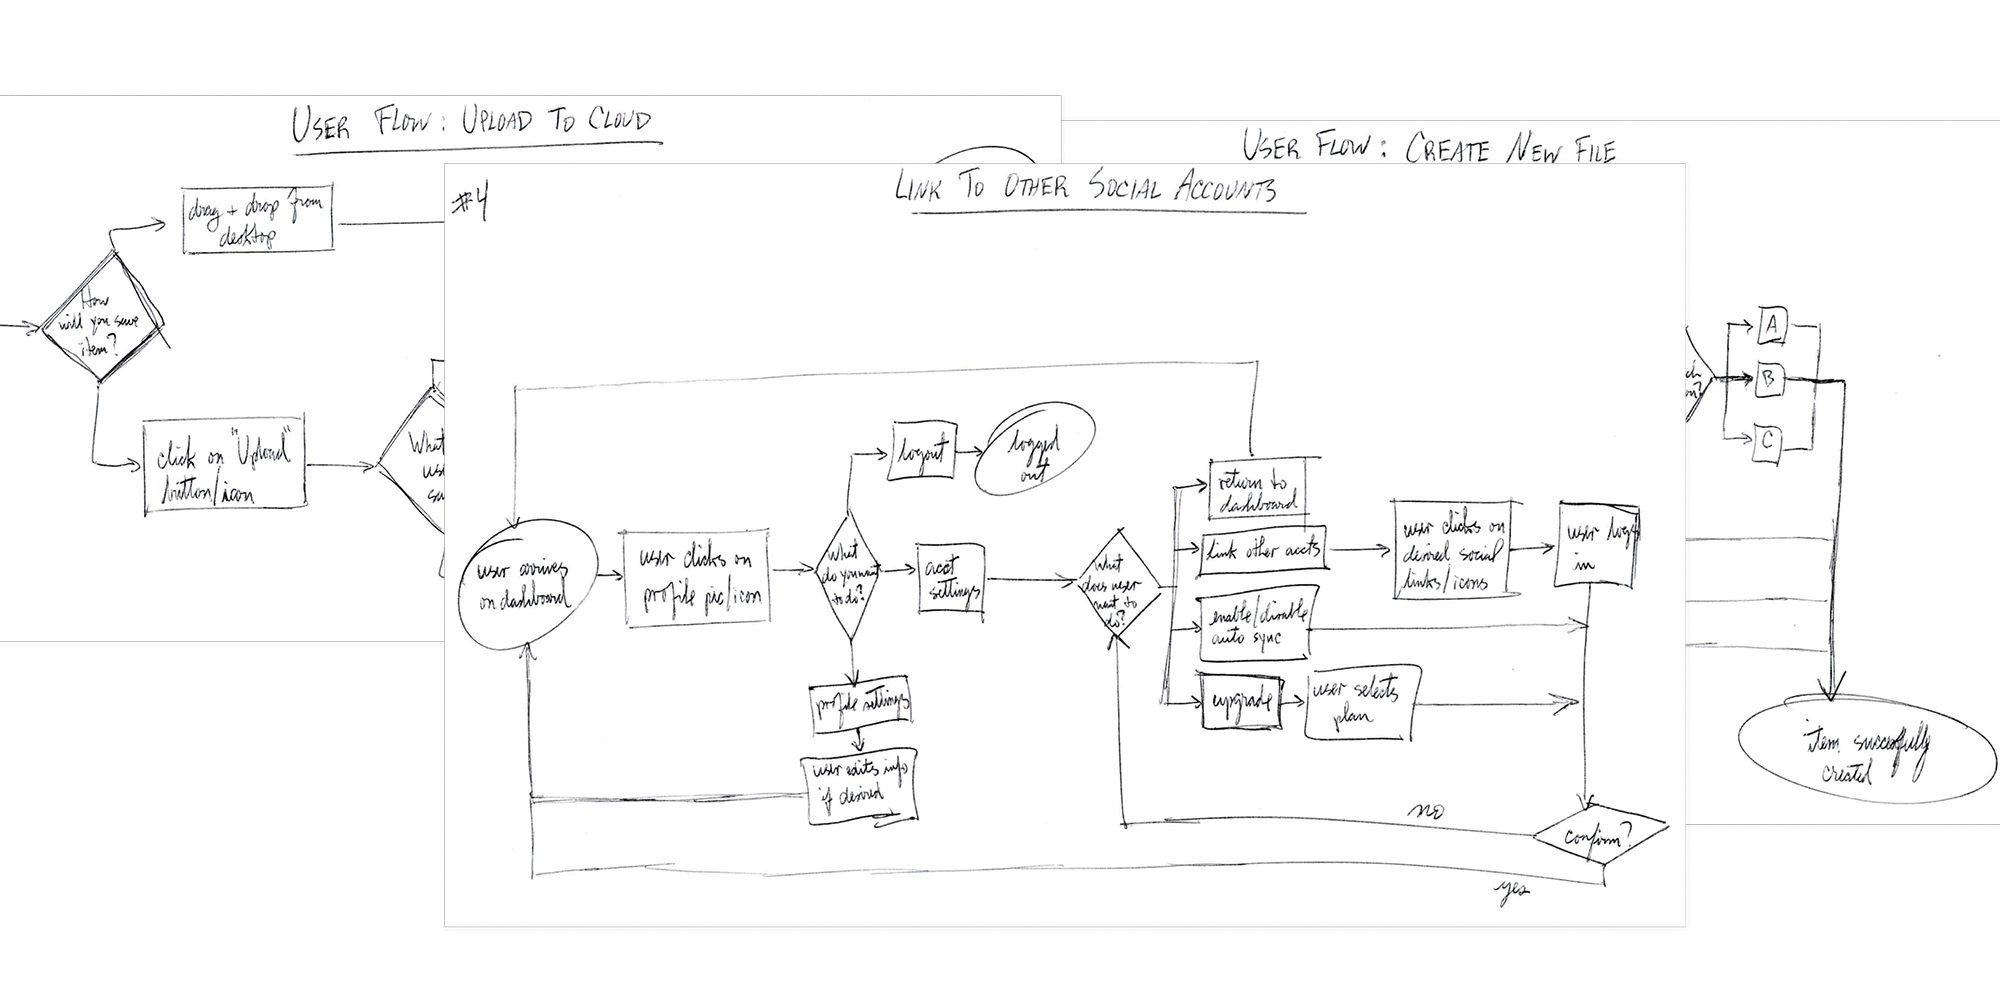 USER FLOW: UPLOAD TO CLOUD
drag + drop from
desktop
How
will you save
item?
click on "Upload"
button/icon
What
USER FLOW: CREATE NEW FILE
A
B
C
item succesfully
created
#4
LINK TO OTHER SOCIAL ACCOUNTS
user arrives
on dashboard
user clicks on
profile pic/icon
What
do you want
to do?
logout
logged
out
acct
settings
profile settings
user edits info
if desired
What
does user
want to
do?
return to
dashboard
link other accts
user clicks on
desired social
links/icons
user logs
in
enable/disable
auto sync
upgrade
user selects
plan
confirm?
no
yes